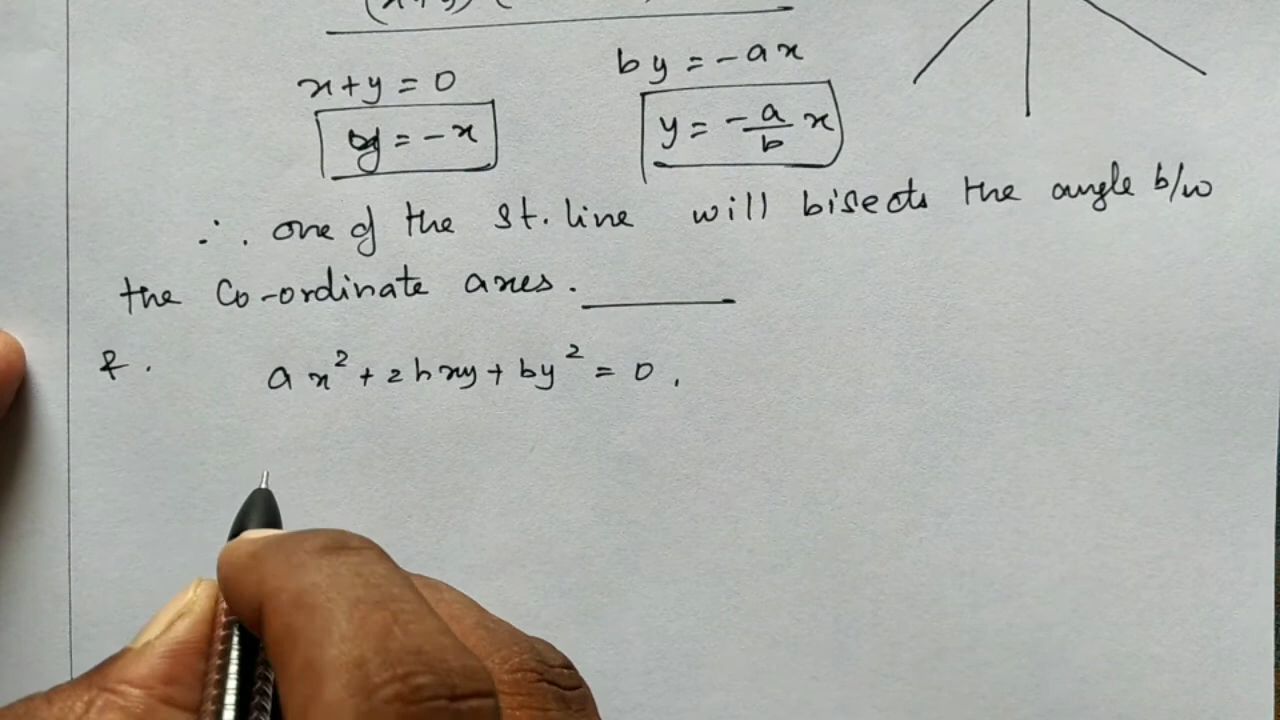 x+y = 0 by = -ax
y = -x y = -a/b x
∴ one of the st. line will bisects the angle b/w
the Co-ordinate axes.
& . ax² + 2hxy + by² = 0 .